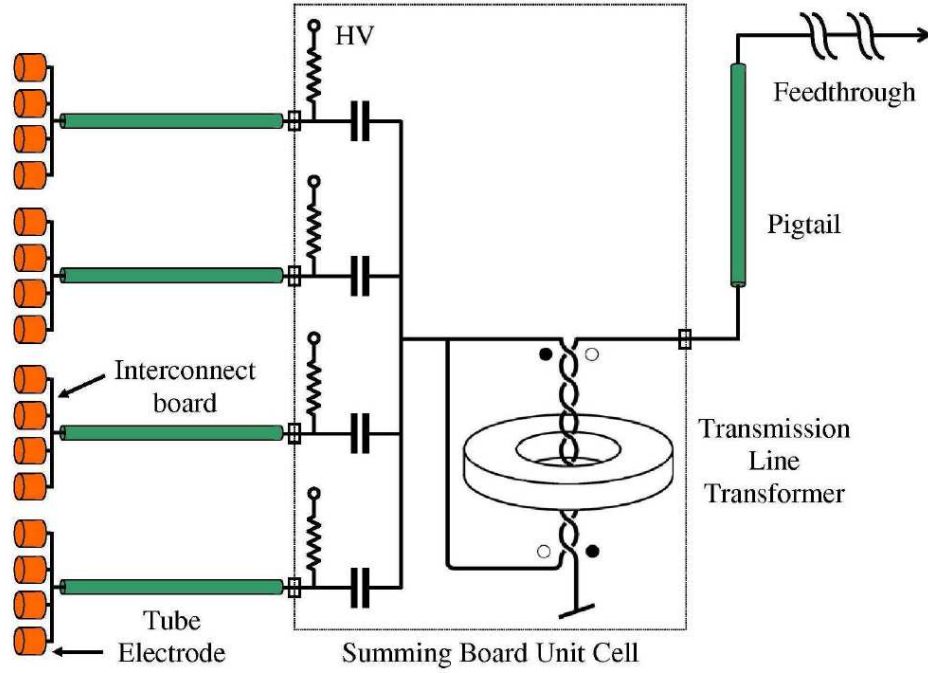 HV
Feedthrough
Pigtail
Interconnect
board
Transmission
Line
Transformer
Tube
Electrode
Summing Board Unit Cell